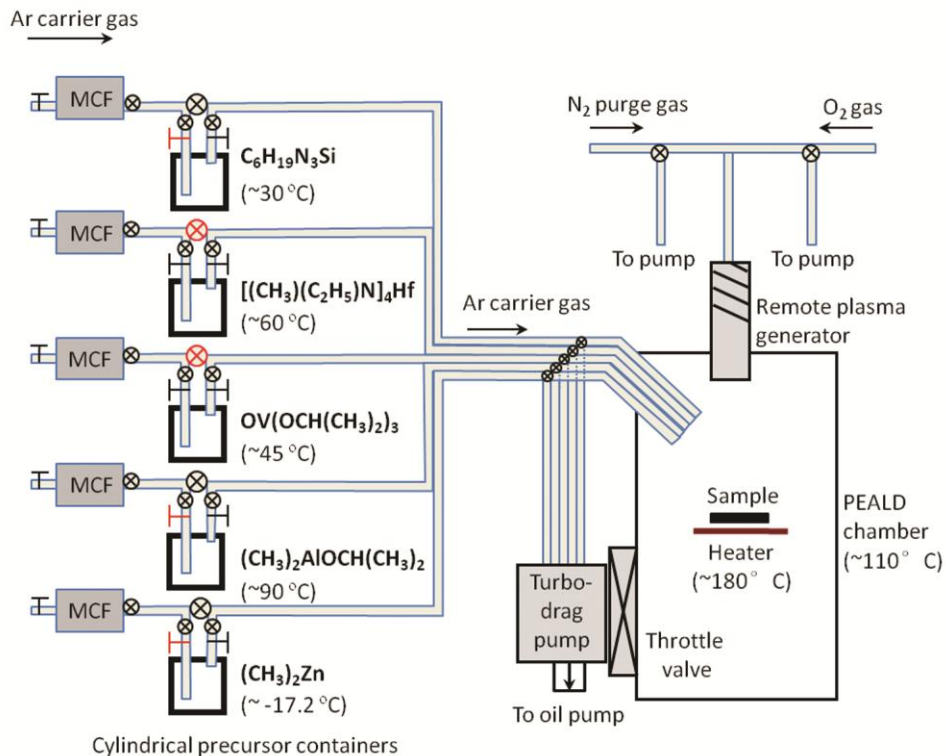 Ar carrier gas
MCF
C₆H₁₉N₃Si
(~30 °C)
MCF
[(CH₃)(C₂H₅)N]₄Hf
(~60 °C)
MCF
OV(OCH(CH₃)₂)₃
(~45 °C)
MCF
(CH₃)₂AlOCH(CH₃)₂
(~90 °C)
MCF
(CH₃)₂Zn
(~ -17.2 °C)
Cylindrical precursor containers
Ar carrier gas
N₂ purge gas
O₂ gas
To pump
To pump
Remote plasma
generator
Sample
Heater
(~180° C)
PEALD
chamber
(~110° C)
Turbo-
drag
pump
Throttle
valve
To oil pump